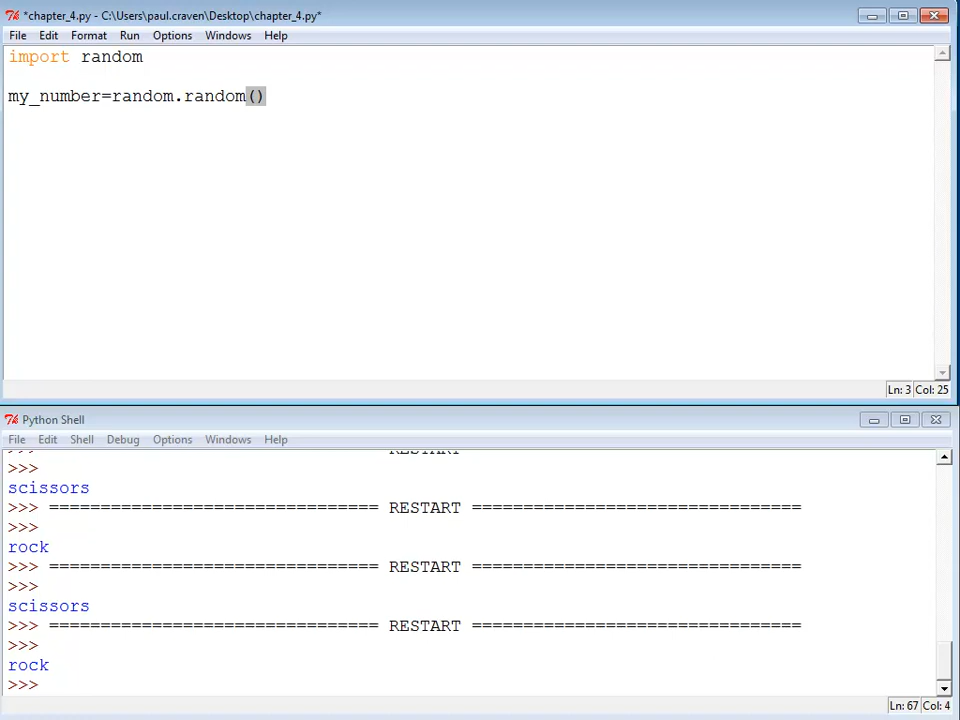 *chapter_4.py - C:\Users\paul.craven\Desktop\chapter_4.py*
File Edit Format Run Options Windows Help
import random
my_number=random.random()
Ln: 3 Col: 25
Python Shell
File Edit Shell Debug Options Windows Help
>>> ================================ RESTART
>>>
scissors
>>> ================================ RESTART ================================
>>>
rock
>>> ================================ RESTART ================================
>>>
scissors
>>> ================================ RESTART ================================
>>>
rock
>>>
Ln: 67 Col: 4